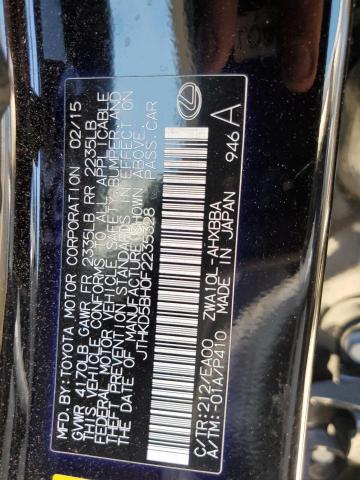 MFD. BY: TOYOTA MOTOR CORPORATION 02/15
GVWR 4170LB GAWR FR 2335LB RR 2235LB
THIS VEHICLE CONFORMS TO ALL APPLICABLE
FEDERAL MOTOR VEHICLE SAFETY, BUMPER, AND
THEFT PREVENTION STANDARDS IN EFFECT ON
THE DATE OF MANUFACTURE SHOWN ABOVE.
JTHKD5BH0F2235328 PASS.CAR
C/TR:212/EA00 ZWA10L-AHXBBA
A/TM:-01A/P410 MADE IN JAPAN
946 A